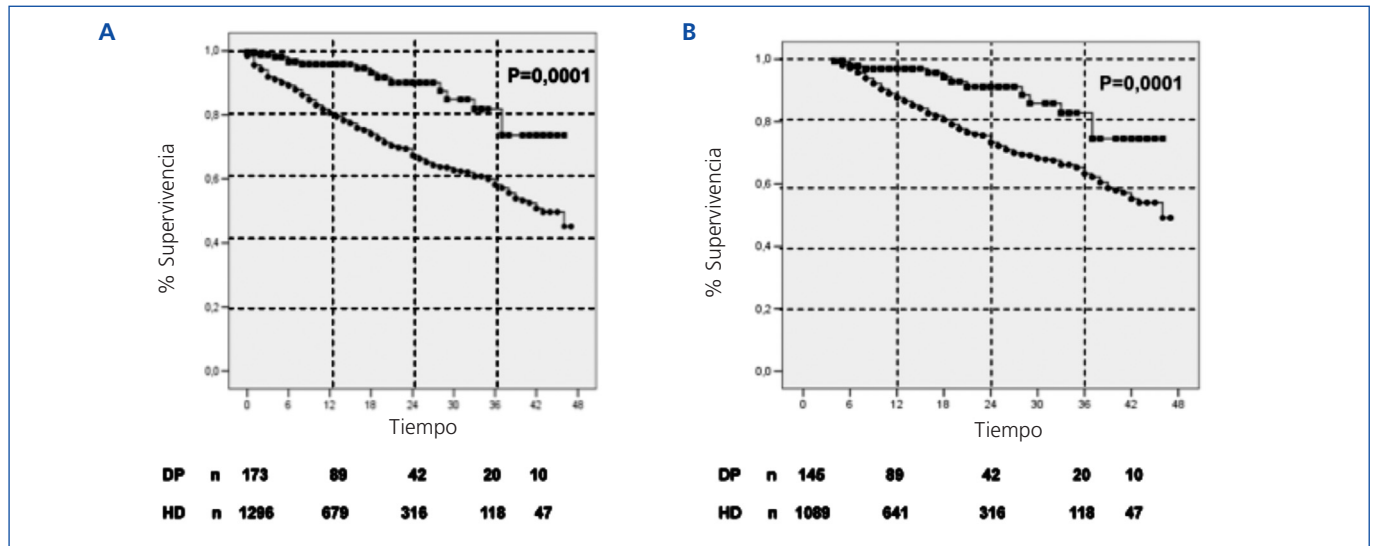 A
1,0
0,8
0,6
0,4
0,2
0,0
% Supervivencia
P=0,0001
0 6 12 18 24 30 36 42 48
Tiempo
DP n 173 89 42 20 10
HD n 1296 679 316 118 47
B
1,0
0,8
0,6
0,4
0,2
0,0
% Supervivencia
P=0,0001
0 6 12 18 24 30 36 42 48
Tiempo
DP n 145 89 42 20 10
HD n 1089 641 316 118 47